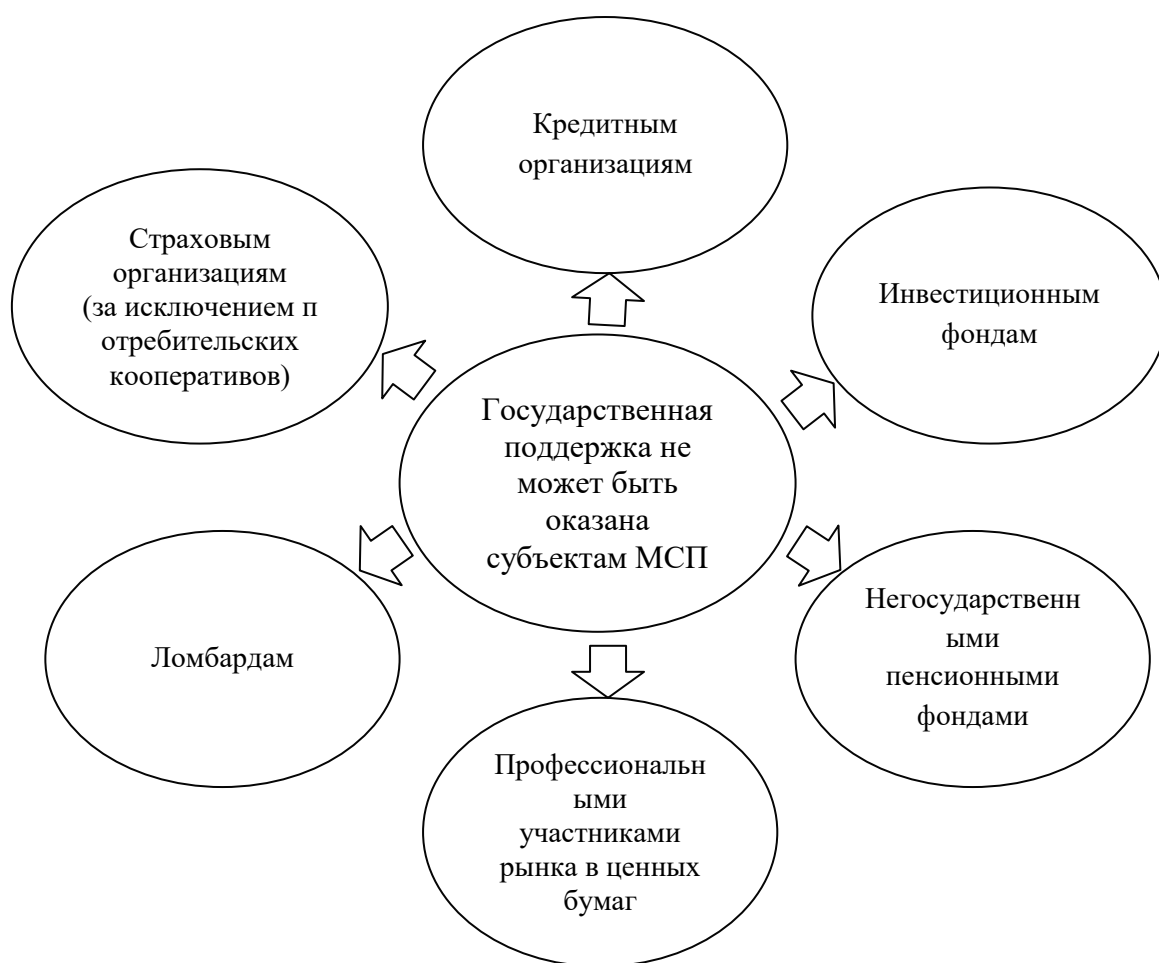 Кредитным
организациям
Страховым
организациям
(за исключением п
отребительских
кооперативов)
Инвестиционным
фондам
Государственная
поддержка не
может быть
оказана
субъектам МСП
Ломбардам
Негосударственн
ыми
пенсионными
фондами
Профессиональн
ыми
участниками
рынка в ценных
бумаг